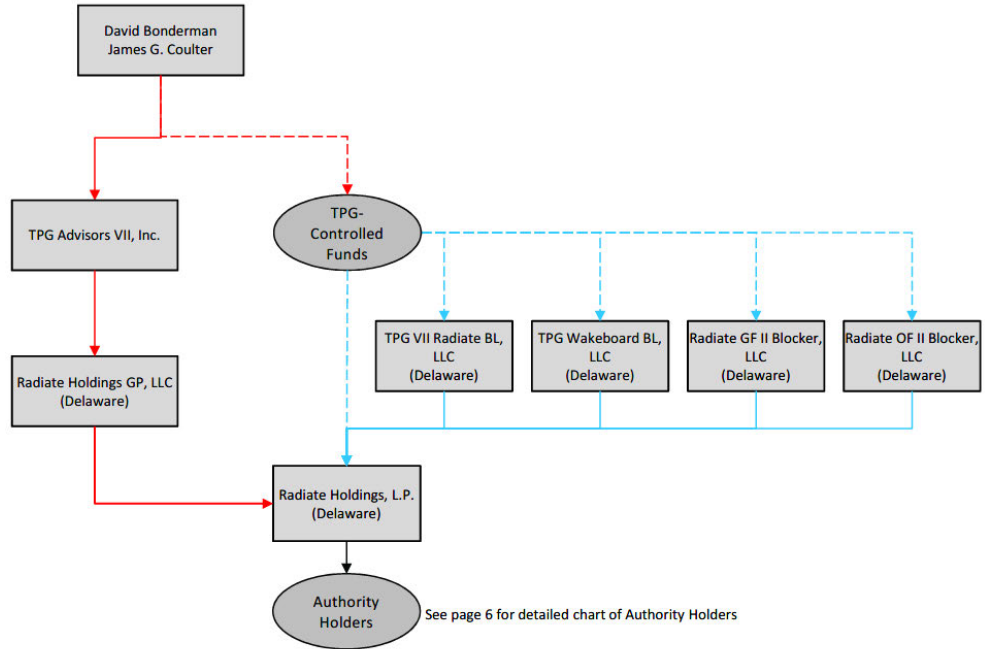 David Bonderman
James G. Coulter
TPG Advisors VII, Inc.
TPG-
Controlled
Funds
TPG VII Radiate BL,
LLC
(Delaware)
TPG Wakeboard BL,
LLC
(Delaware)
Radiate GF II Blocker,
LLC
(Delaware)
Radiate OF II Blocker,
LLC
(Delaware)
Radiate Holdings GP, LLC
(Delaware)
Radiate Holdings, L.P.
(Delaware)
Authority
Holders
See page 6 for detailed chart of Authority Holders